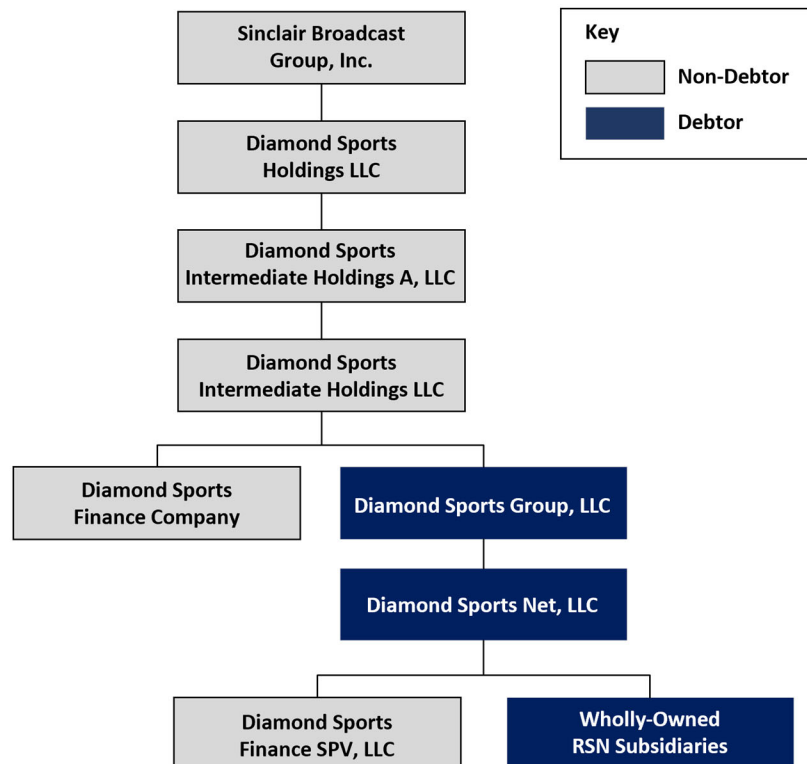 Sinclair Broadcast
Group, Inc.
Key
Non-Debtor
Debtor
Diamond Sports
Holdings LLC
Diamond Sports
Intermediate Holdings A, LLC
Diamond Sports
Intermediate Holdings LLC
Diamond Sports
Finance Company
Diamond Sports Group, LLC
Diamond Sports Net, LLC
Diamond Sports
Finance SPV, LLC
Wholly-Owned
RSN Subsidiaries